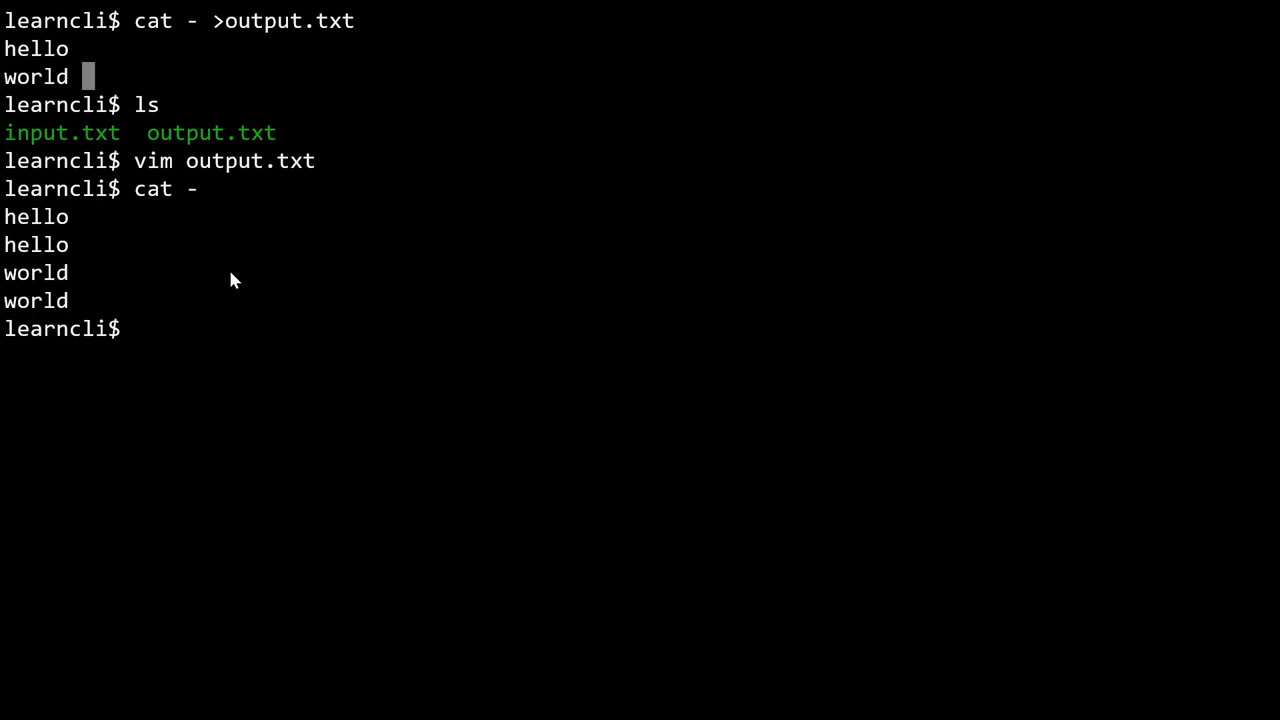 learncli$ cat - >output.txt
hello
world
learncli$ ls
input.txt  output.txt
learncli$ vim output.txt
learncli$ cat -
hello
hello
world
world
learncli$